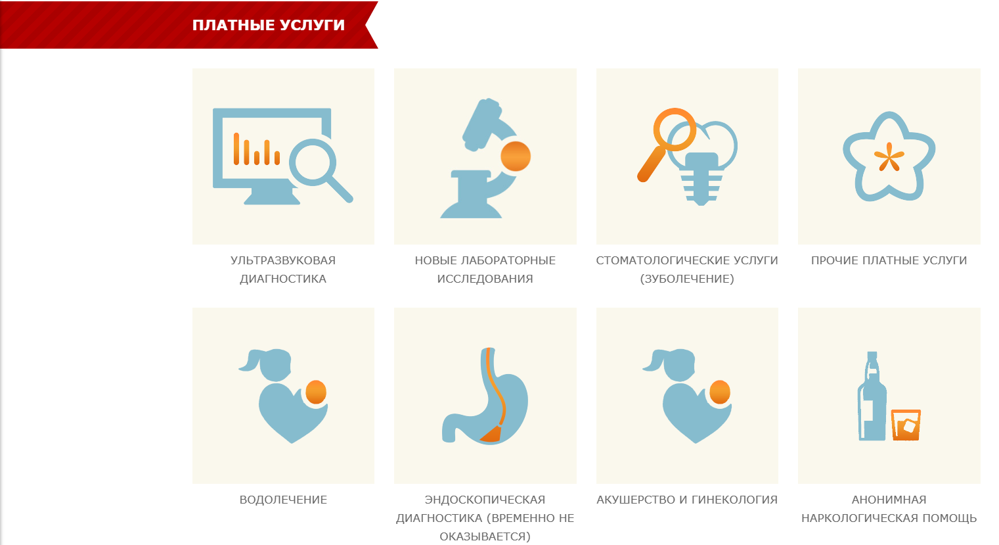 ПЛАТНЫЕ УСЛУГИ
УЛЬТРАЗВУКОВАЯ
ДИАГНОСТИКА
НОВЫЕ ЛАБОРАТОРНЫЕ
ИССЛЕДОВАНИЯ
СТОМАТОЛОГИЧЕСКИЕ УСЛУГИ
(ЗУБОЛЕЧЕНИЕ)
ПРОЧИЕ ПЛАТНЫЕ УСЛУГИ
ВОДОЛЕЧЕНИЕ
ЭНДОСКОПИЧЕСКАЯ
ДИАГНОСТИКА (ВРЕМЕННО НЕ
ОКАЗЫВАЕТСЯ)
АКУШЕРСТВО И ГИНЕКОЛОГИЯ
АНОНИМНАЯ
НАРКОЛОГИЧЕСКАЯ ПОМОЩЬ